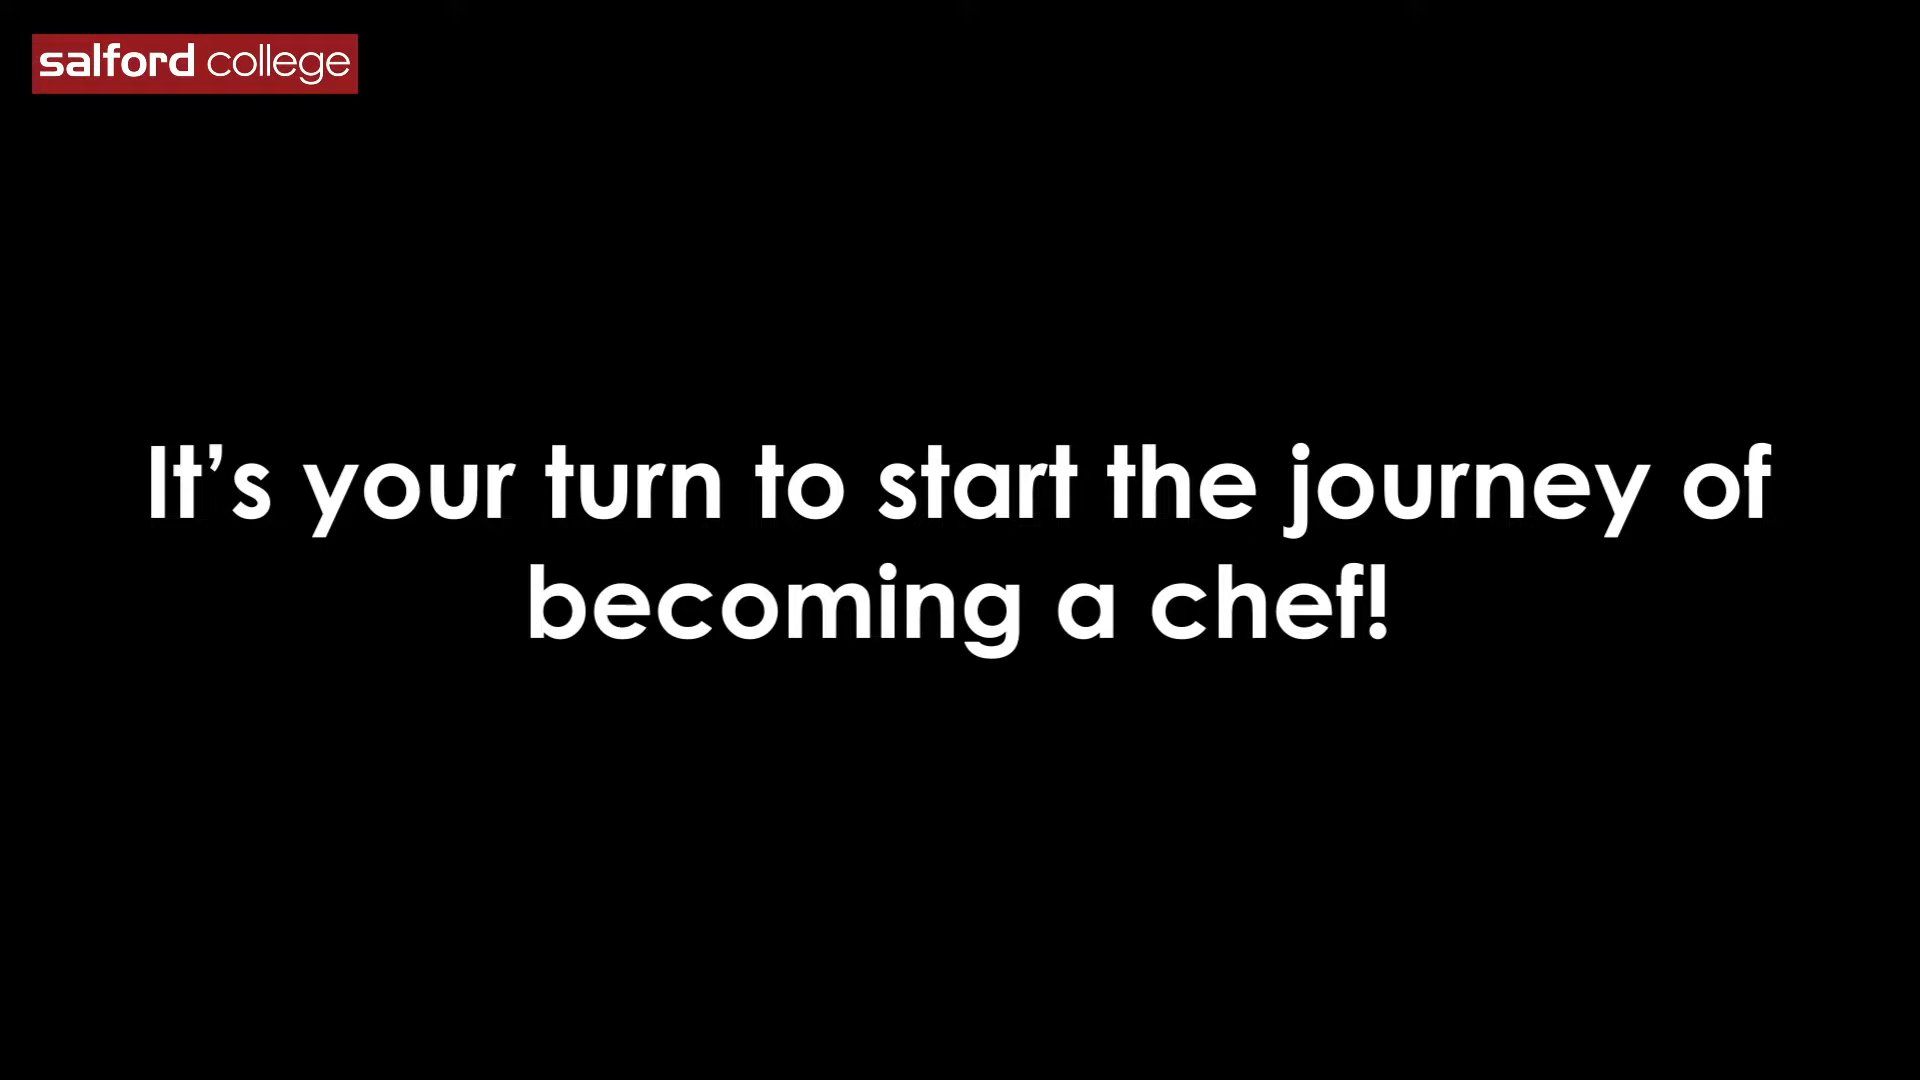 salford college
It’s your turn to start the journey of
becoming a chef!